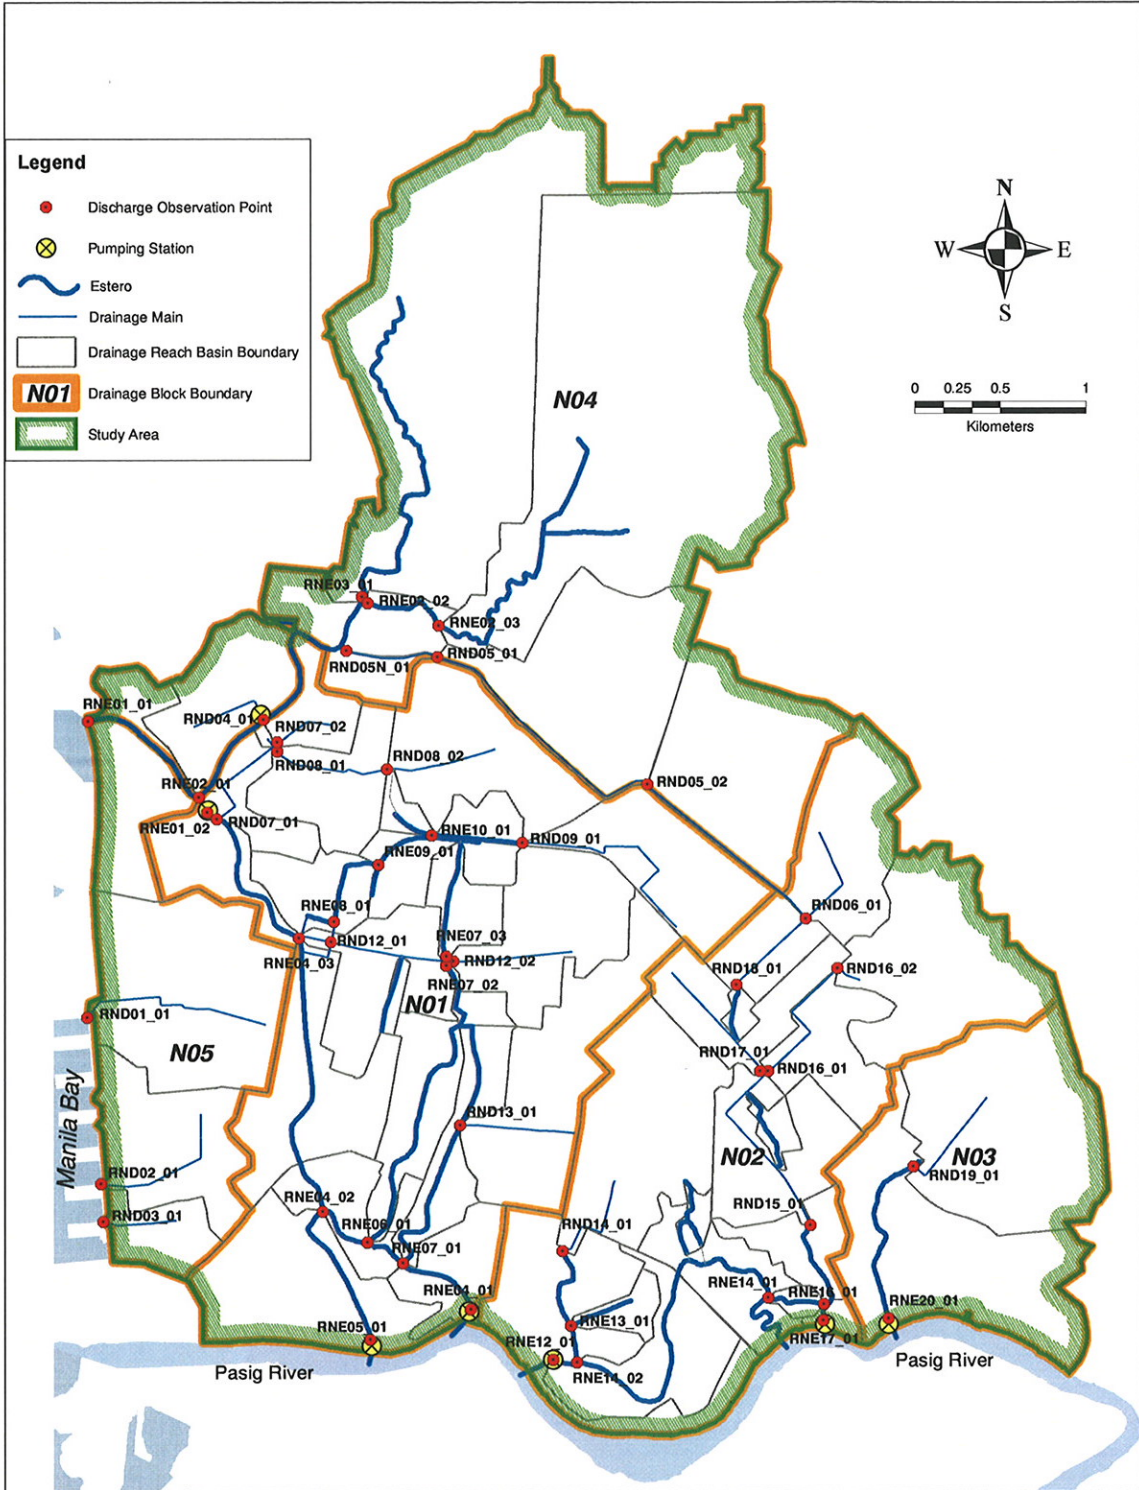 Legend
Discharge Observation Point
Pumping Station
Estero
Drainage Main
Drainage Reach Basin Boundary
N01 Drainage Block Boundary
Study Area
N
W E
S
0 0.25 0.5 1
Kilometers
N04
RNE03_01
RNE02_02
RNE02_03
RND05N_01
RND05_01
RNE01_01
RND04_01
RND07_02
RND08_01
RND08_02
RND05_02
RNE02_01
RNE01_02
RND07_01
RNE10_01
RND09_01
RNE09_01
RNE08_01
RND12_01
RNE04_03
RNE07_03
RND12_02
RNE07_02
RND06_01
RND16_02
RND18_01
N01
RND01_01
N05
RND17_01
RND16_01
Manila Bay
RND13_01
N02
N03
RND02_01
RND19_01
RND03_01
RNE04_02
RND15_01
RNE06_01
RND14_01
RNE07_01
RNE14_01
RNE16_01
RNE04_01
RNE20_01
RNE05_01
RNE13_01
RNE17_01
RNE12_01
RNE14_02
Pasig River
Pasig River